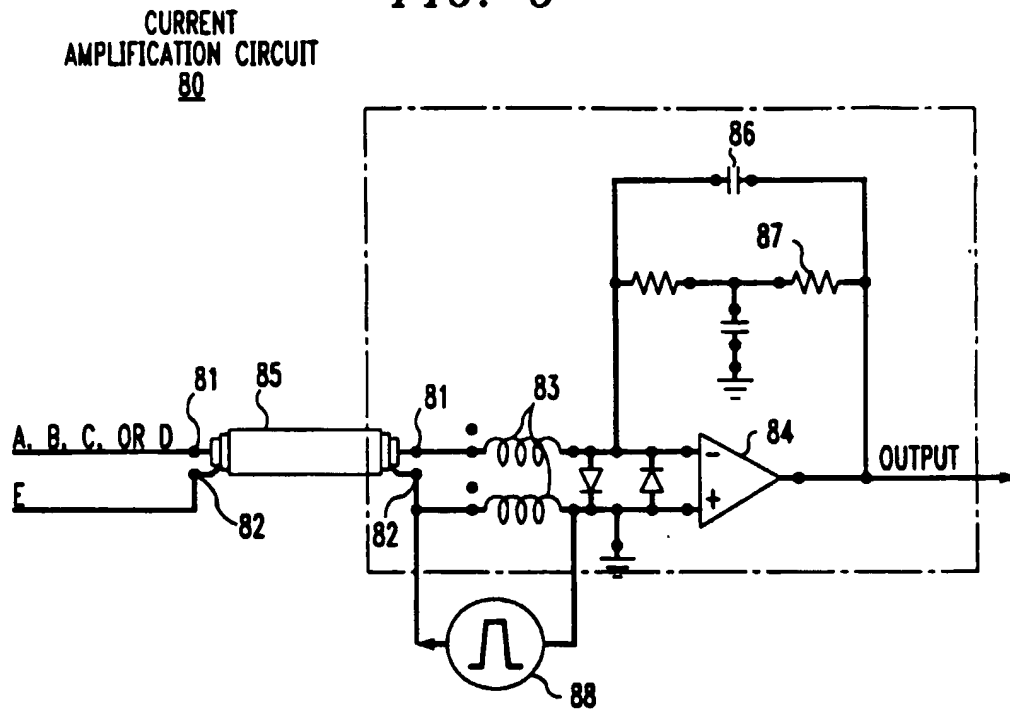 CURRENT
AMPLIFICATION CIRCUIT
80
86
87
81
85
81
83
84
A, B, C, OR D
-
OUTPUT
E
82
82
+
88